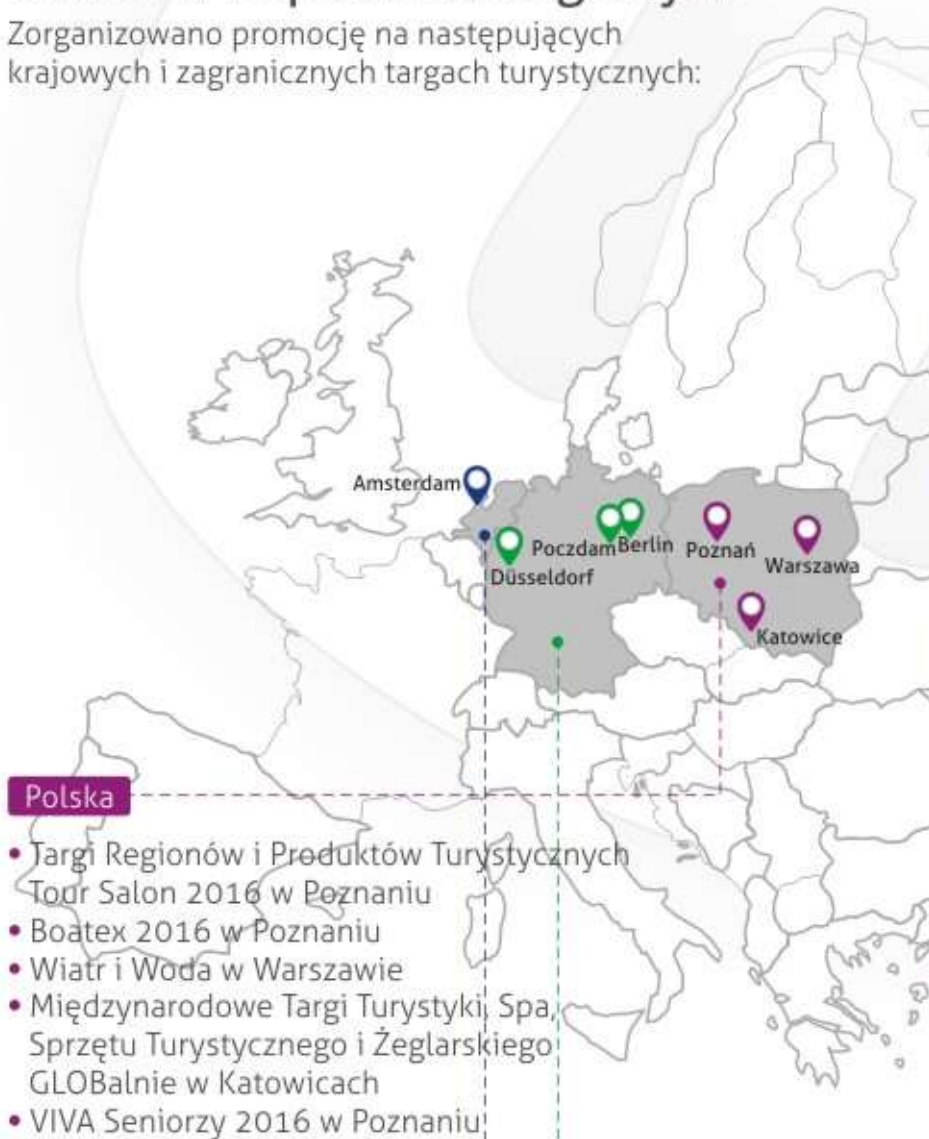 Zorganizowano promocję na następujących
krajowych i zagranicznych targach turystycznych:
Amsterdam
Poczdam
Berlin
Poznań
Düsseldorf
Warszawa
Katowice
Polska
• Targi Regionów i Produktów Turystycznych
Tour Salon 2016 w Poznaniu
• Boatex 2016 w Poznaniu
• Wiatr i Woda w Warszawie
• Międzynarodowe Targi Turystyki, Spa,
Sprzętu Turystycznego i Żeglarskiego
GLOBalnie w Katowicach
• VIVA Seniorzy 2016 w Poznaniu